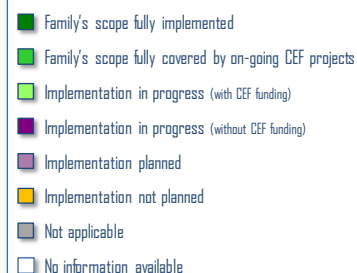 Family's scope fully implemented
Family's scope fully covered by on-going CEF projects
Implementation in progress (with CEF funding)
Implementation in progress (without CEF funding)
Implementation planned
Implementation not planned
Not applicable
No information available